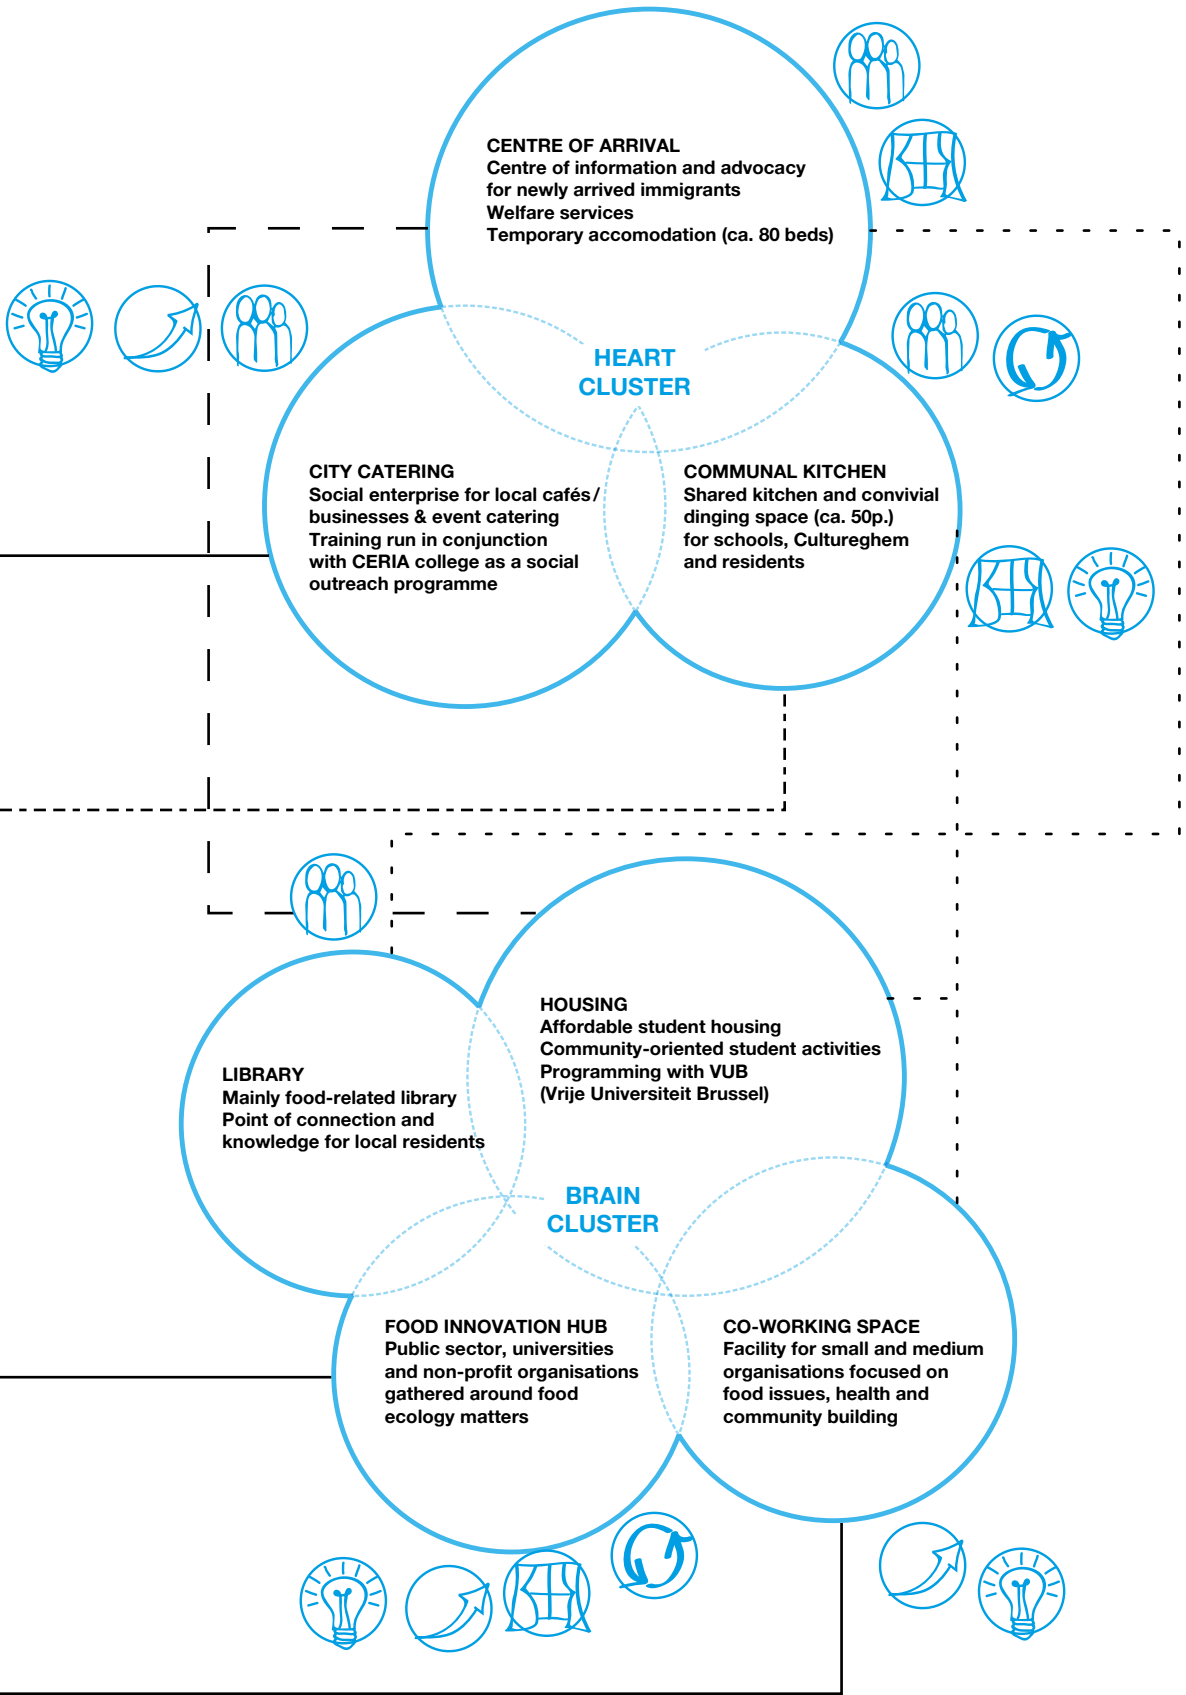 CENTRE OF ARRIVAL
Centre of information and advocacy
for newly arrived immigrants
Welfare services
Temporary accomodation (ca. 80 beds)
HEART
CLUSTER
CITY CATERING
Social enterprise for local cafés/
businesses & event catering
Training run in conjunction
with CERIA college as a social
outreach programme
COMMUNAL KITCHEN
Shared kitchen and convivial
dinging space (ca. 50p.)
for schools, Cultureghem
and residents
HOUSING
Affordable student housing
Community-oriented student activities
Programming with VUB
(Vrije Universiteit Brussel)
LIBRARY
Mainly food-related library
Point of connection and
knowledge for local residents
BRAIN
CLUSTER
FOOD INNOVATION HUB
Public sector, universities
and non-profit organisations
gathered around food
ecology matters
CO-WORKING SPACE
Facility for small and medium
organisations focused on
food issues, health and
community building